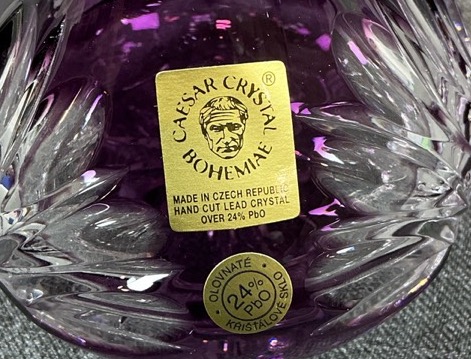 CAESAR CRYSTAL ®
BOHEMIAE
MADE IN CZECH REPUBLIC
HAND CUT LEAD CRYSTAL
OVER 24% PbO
• OLOVNATÉ •
24%
PbO
KŘIŠŤÁLOVÉ SKLO